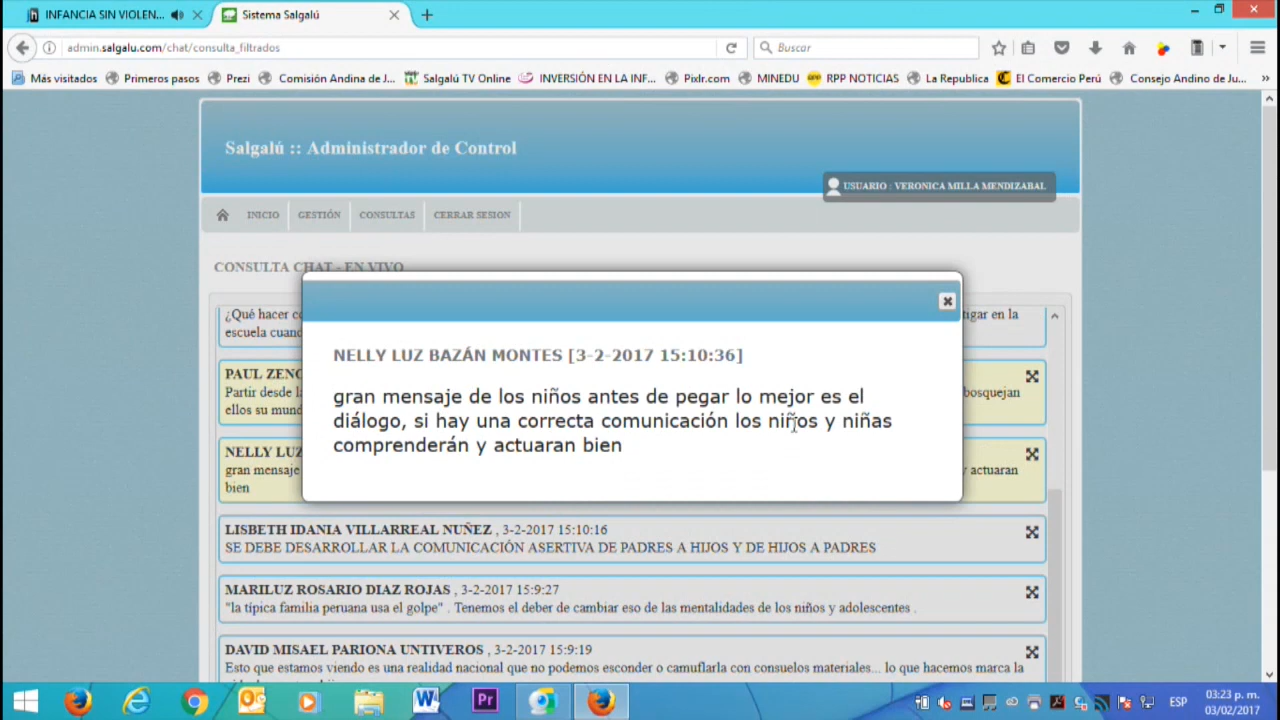 INFANCIA SIN VIOLEN...
Sistema Salgalú
admin.salgalu.com/chat/consulta_filtrados
Buscar
Más visitados
Primeros pasos
Prezi
Comisión Andina de J...
Salgalú TV Online
INVERSIÓN EN LA INF...
Pixlr.com
MINEDU
RPP NOTICIAS
La Republica
El Comercio Perú
Consejo Andino de Ju...
Salgalú :: Administrador de Control
USUARIO : VERONICA MILLA MENDIZABAL
INICIO
GESTIÓN
CONSULTAS
CERRAR SESION
CONSULTA CHAT - EN VIVO
¿Qué hacer
tigar en la
escuela
NELLY LUZ BAZÁN MONTES [3-2-2017 15:10:36]
gran mensaje de los niños antes de pegar lo mejor es el
diálogo, si hay una correcta comunicación los niños y niñas
comprenderán y actuaran bien
PAUL
Partir desde
bosquejan
ellos su
NELLY LUZ
gran mensaje
y actuaran
bien
LISBETH IDANIA VILLARREAL NUÑEZ , 3-2-2017 15:10:16
SE DEBE DESARROLLAR LA COMUNICACIÓN ASERTIVA DE PADRES A HIJOS Y DE HIJOS A PADRES
MARILUZ ROSARIO DIAZ ROJAS , 3-2-2017 15:9:27
"la típica familia peruana usa el golpe" . Tenemos el deber de cambiar eso de las mentalidades de los niños y adolescentes .
DAVID MISAEL PARIONA UNTIVEROS , 3-2-2017 15:9:19
Esto que estamos viendo es una realidad nacional que no podemos esconder o camuflarla con consuelos materiales... lo que hacemos marca la
ESP
03:23 p. m.
03/02/2017